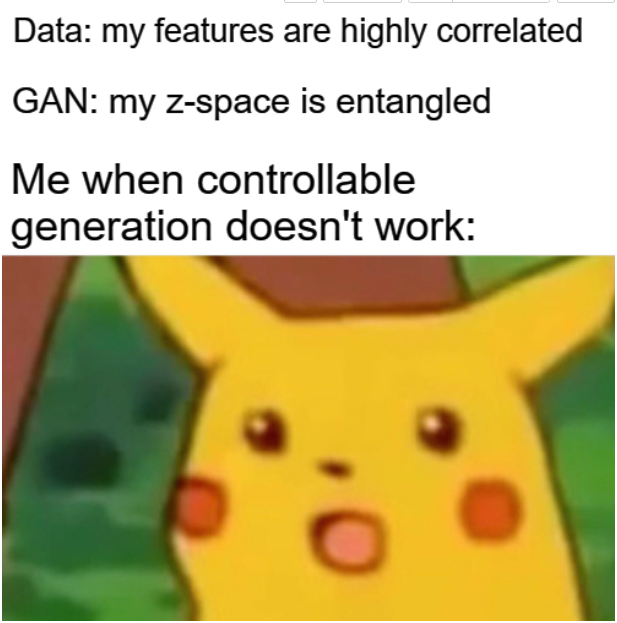 Data: my features are highly correlated
GAN: my z-space is entangled
Me when controllable
generation doesn't work: